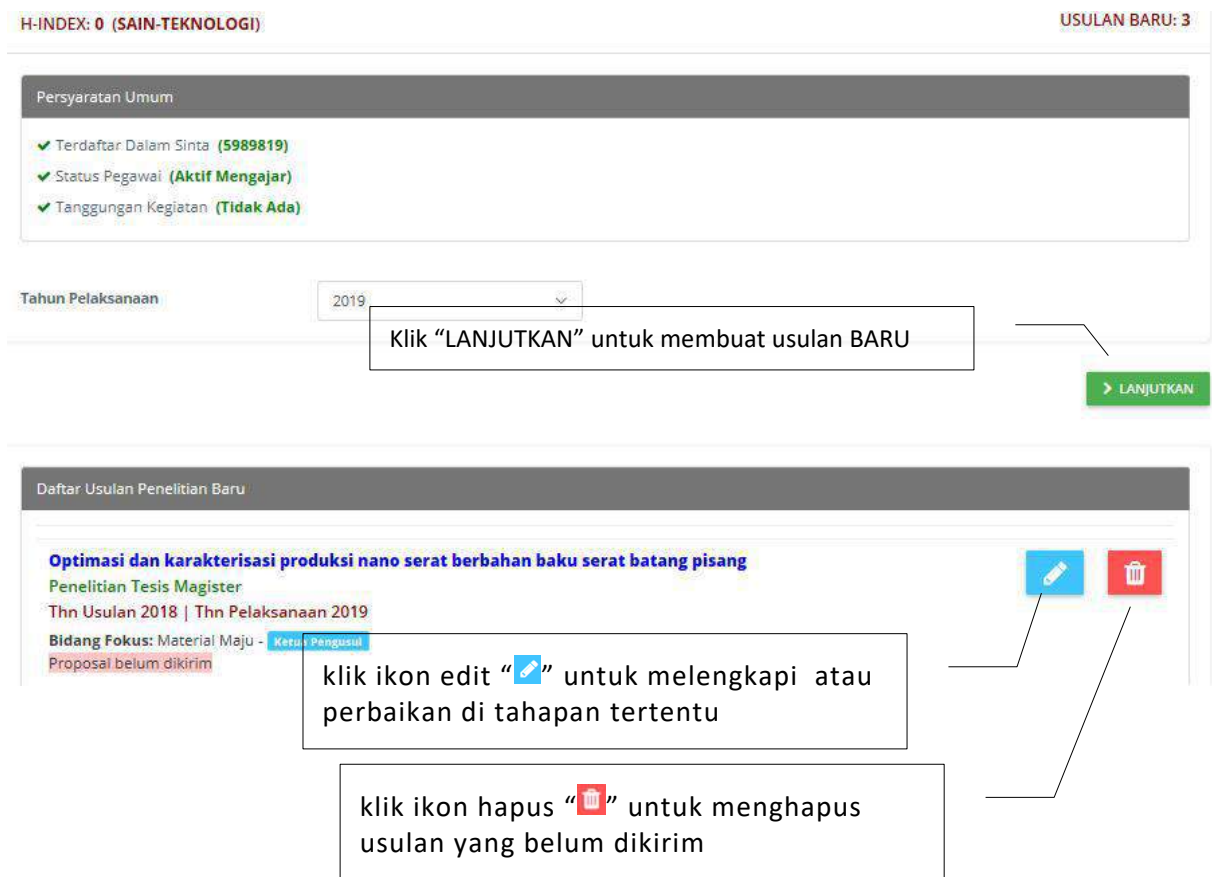 H-INDEX: 0 (SAIN-TEKNOLOGI)
USULAN BARU: 3
Persyaratan Umum
Terdaftar Dalam Sinta (5989819)
Status Pegawai (Aktif Mengajar)
Tanggungan Kegiatan (Tidak Ada)
Tahun Pelaksanaan
2019
Klik “LANJUTKAN” untuk membuat usulan BARU
LANJUTKAN
Daftar Usulan Penelitian Baru
Optimasi dan karakterisasi produksi nano serat berbahan baku serat batang pisang
Penelitian Tesis Magister
Thn Usulan 2018 | Thn Pelaksanaan 2019
Bidang Fokus: Material Maju - Ketua Pengusul
Proposal belum dikirim
klik ikon edit “” untuk melengkapi atau
perbaikan di tahapan tertentu
klik ikon hapus “” untuk menghapus
usulan yang belum dikirim